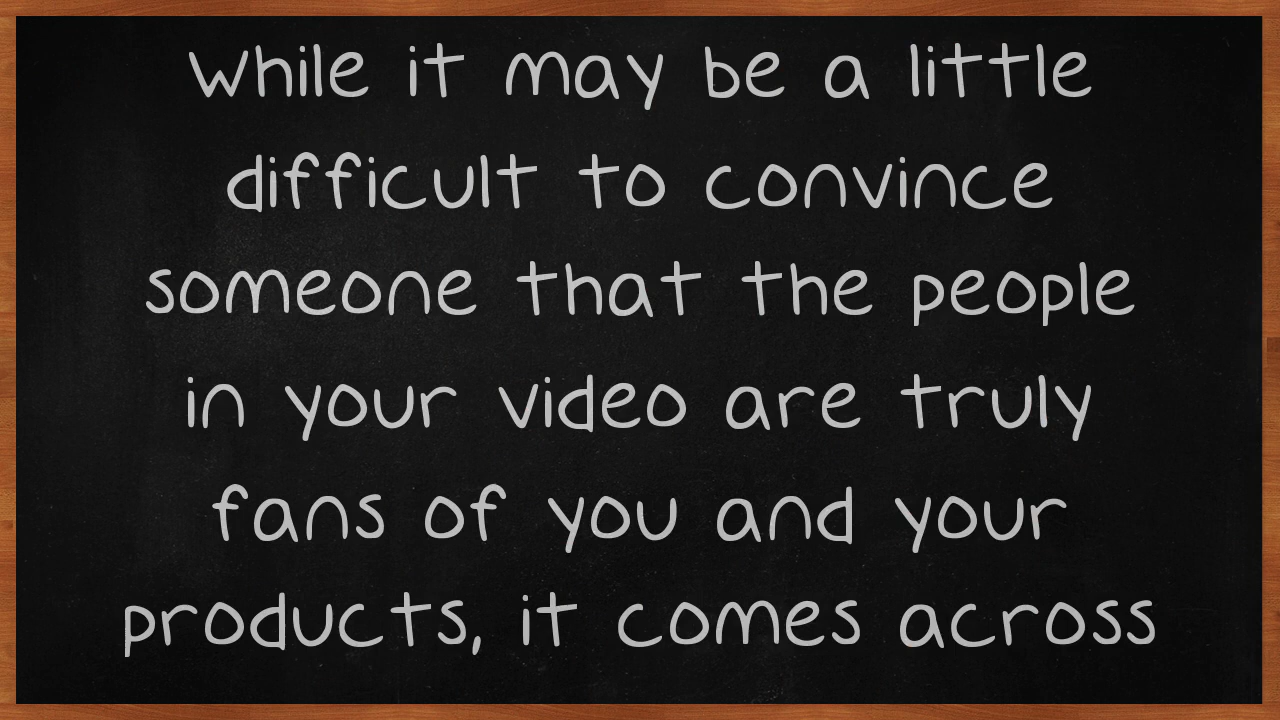 While it may be a little
difficult to convince
someone that the people
in your video are truly
fans of you and your
products, it comes across